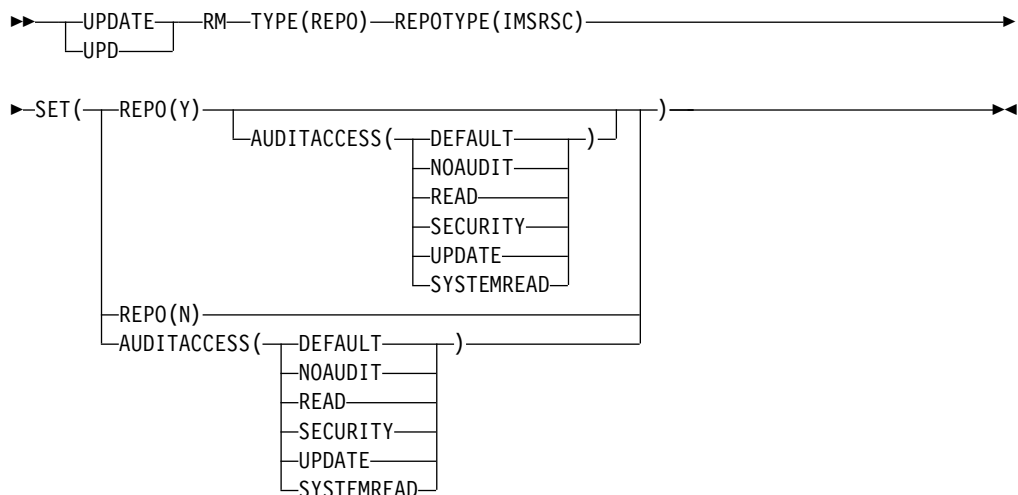 UPDATE RM TYPE(REPO) REPOTYPE(IMSRSC)
UPD
SET( REPO(Y) )
AUDITACCESS( DEFAULT )
NOAUDIT
READ
SECURITY
UPDATE
SYSTEMREAD
REPO(N)
AUDITACCESS( DEFAULT )
NOAUDIT
READ
SECURITY
UPDATE
SYSTEMREAD